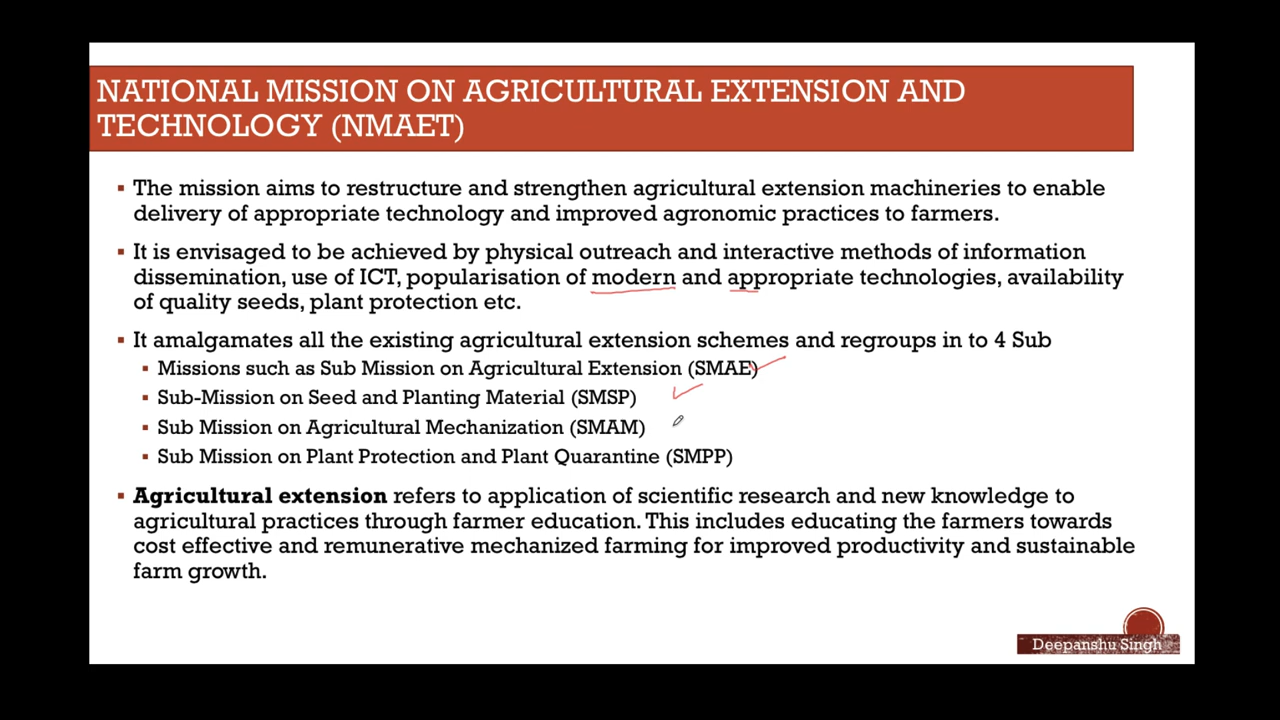 NATIONAL MISSION ON AGRICULTURAL EXTENSION AND
TECHNOLOGY (NMAET)
▪ The mission aims to restructure and strengthen agricultural extension machineries to enable
delivery of appropriate technology and improved agronomic practices to farmers.
▪ It is envisaged to be achieved by physical outreach and interactive methods of information
dissemination, use of ICT, popularisation of modern and appropriate technologies, availability
of quality seeds, plant protection etc.
▪ It amalgamates all the existing agricultural extension schemes and regroups in to 4 Sub
▪ Missions such as Sub Mission on Agricultural Extension (SMAE)
▪ Sub-Mission on Seed and Planting Material (SMSP)
▪ Sub Mission on Agricultural Mechanization (SMAM)
▪ Sub Mission on Plant Protection and Plant Quarantine (SMPP)
▪ Agricultural extension refers to application of scientific research and new knowledge to
agricultural practices through farmer education. This includes educating the farmers towards
cost effective and remunerative mechanized farming for improved productivity and sustainable
farm growth.
Deepanshu Singh